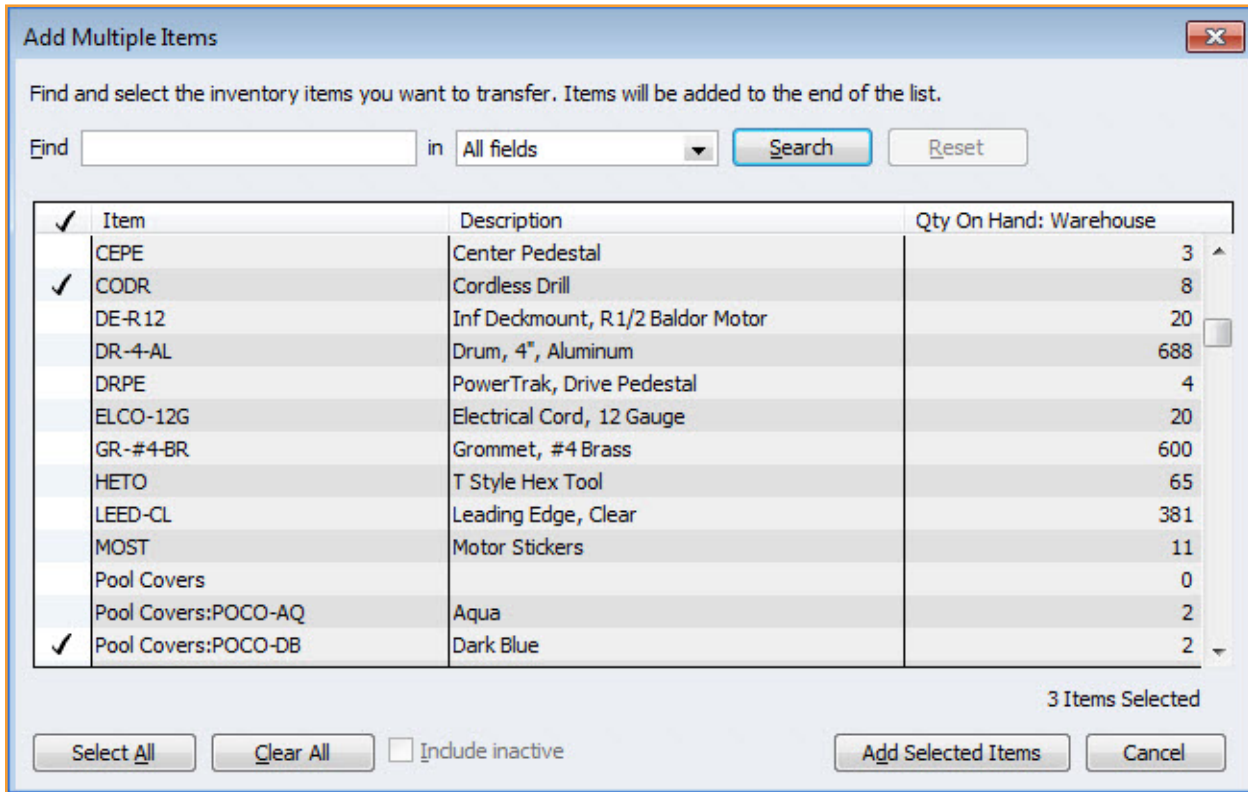 Add Multiple Items
Find and select the inventory items you want to transfer. Items will be added to the end of the list.
Find in All fields Search Reset
✓ Item Description Qty On Hand: Warehouse
CEPE Center Pedestal 3
✓ CODR Cordless Drill 8
DE-R12 Inf Deckmount, R1/2 Baldor Motor 20
DR-4-AL Drum, 4", Aluminum 688
DRPE PowerTrak, Drive Pedestal 4
ELCO-12G Electrical Cord, 12 Gauge 20
GR-#4-BR Grommet, #4 Brass 600
HETO T Style Hex Tool 65
LEED-CL Leading Edge, Clear 381
MOST Motor Stickers 11
Pool Covers 0
Pool Covers:POCO-AQ Aqua 2
✓ Pool Covers:POCO-DB Dark Blue 2
3 Items Selected
Select All Clear All Include inactive Add Selected Items Cancel